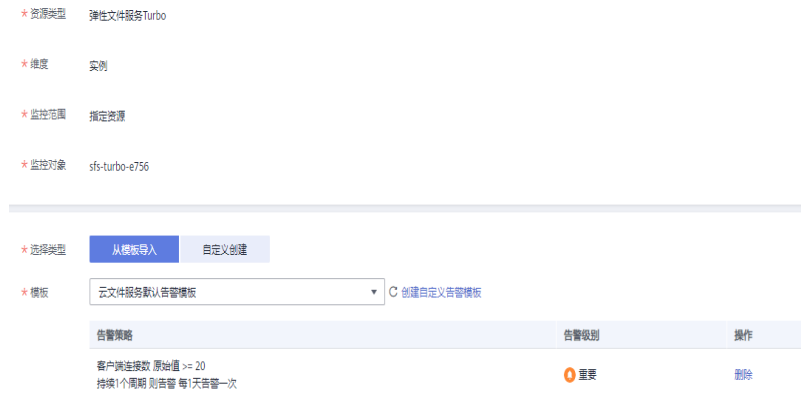 * 资源类型 弹性文件服务Turbo
* 维度 实例
* 监控范围 指定资源
* 监控对象 sfs-turbo-e756
* 选择类型 从模板导入 自定义创建
* 模板 云文件服务默认告警模板 创建自定义告警模板
告警策略 告警级别 操作
客户端连接数 原始值 >= 20
持续1个周期 则告警 每1天告警一次
重要 删除